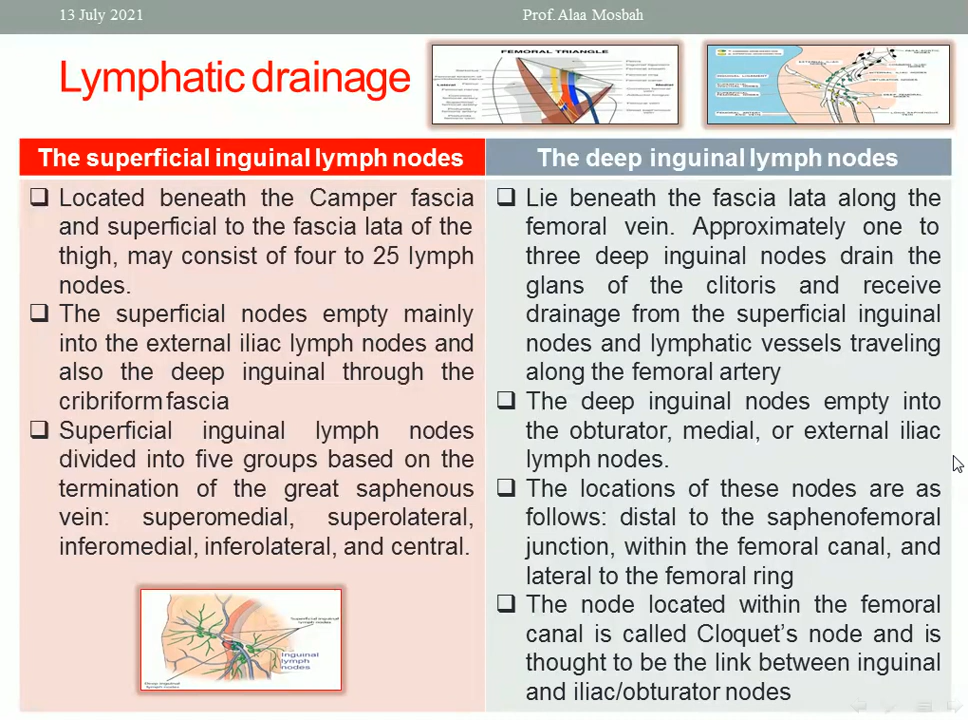 13 July 2021
Prof. Alaa Mosbah
Lymphatic drainage
FEMORAL TRIANGLE
The superficial inguinal lymph nodes
❑ Located beneath the Camper fascia
and superficial to the fascia lata of the
thigh, may consist of four to 25 lymph
nodes.
❑ The superficial nodes empty mainly
into the external iliac lymph nodes and
also the deep inguinal through the
cribriform fascia
❑ Superficial inguinal lymph nodes
divided into five groups based on the
termination of the great saphenous
vein: superomedial, superolateral,
inferomedial, inferolateral, and central.
Superficial inguinal
lymph nodes
Inguinal
lymph
nodes
Deep inguinal
lymph nodes
The deep inguinal lymph nodes
❑ Lie beneath the fascia lata along the
femoral vein. Approximately one to
three deep inguinal nodes drain the
glans of the clitoris and receive
drainage from the superficial inguinal
nodes and lymphatic vessels traveling
along the femoral artery
❑ The deep inguinal nodes empty into
the obturator, medial, or external iliac
lymph nodes.
❑ The locations of these nodes are as
follows: distal to the saphenofemoral
junction, within the femoral canal, and
lateral to the femoral ring
❑ The node located within the femoral
canal is called Cloquet's node and is
thought to be the link between inguinal
and iliac/obturator nodes